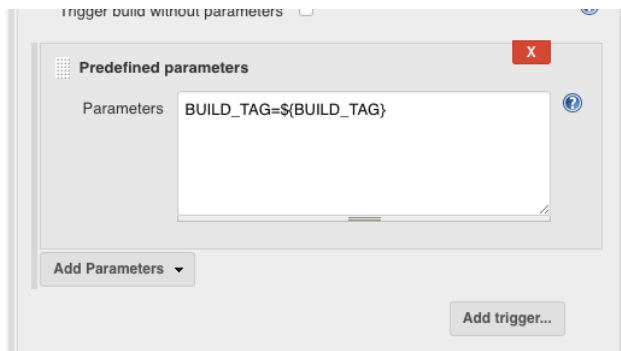 Trigger build without parameters
Predefined parameters
X
Parameters
BUILD_TAG=${BUILD_TAG}
?
Add Parameters
Add trigger...